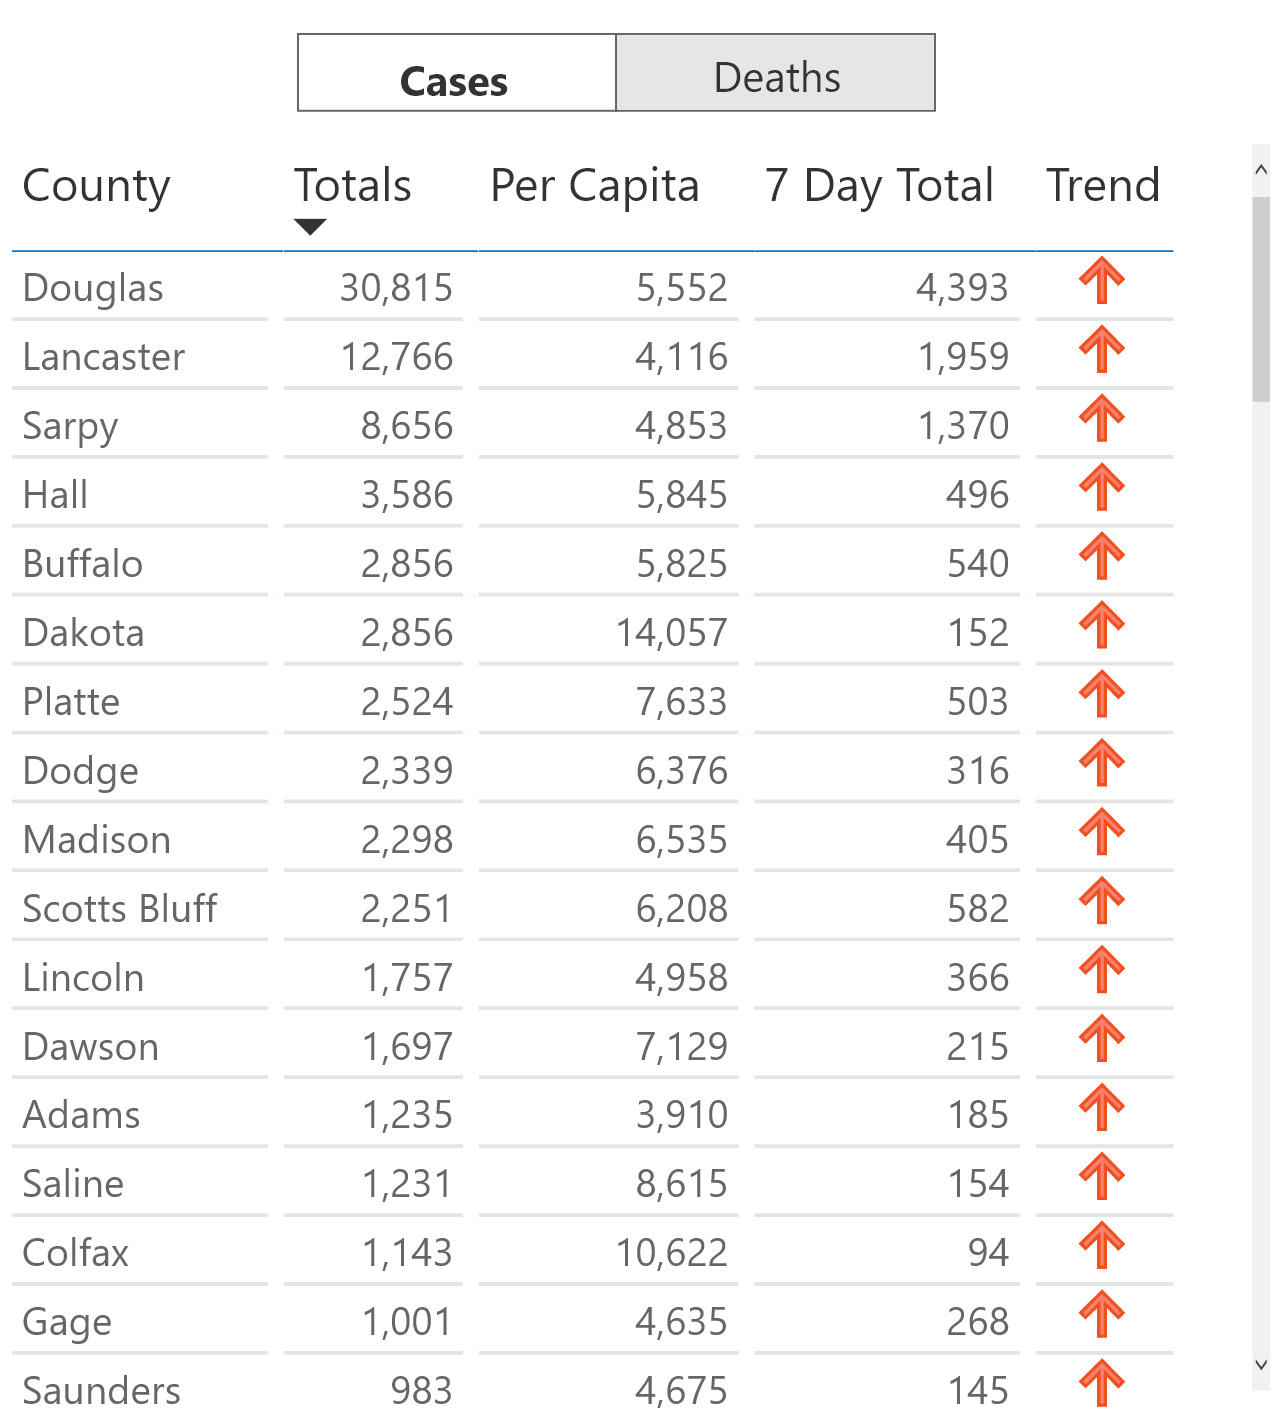 Cases Deaths
County Totals Per Capita 7 Day Total Trend
Douglas 30,815 5,552 4,393
Lancaster 12,766 4,116 1,959
Sarpy 8,656 4,853 1,370
Hall 3,586 5,845 496
Buffalo 2,856 5,825 540
Dakota 2,856 14,057 152
Platte 2,524 7,633 503
Dodge 2,339 6,376 316
Madison 2,298 6,535 405
Scotts Bluff 2,251 6,208 582
Lincoln 1,757 4,958 366
Dawson 1,697 7,129 215
Adams 1,235 3,910 185
Saline 1,231 8,615 154
Colfax 1,143 10,622 94
Gage 1,001 4,635 268
Saunders 983 4,675 145